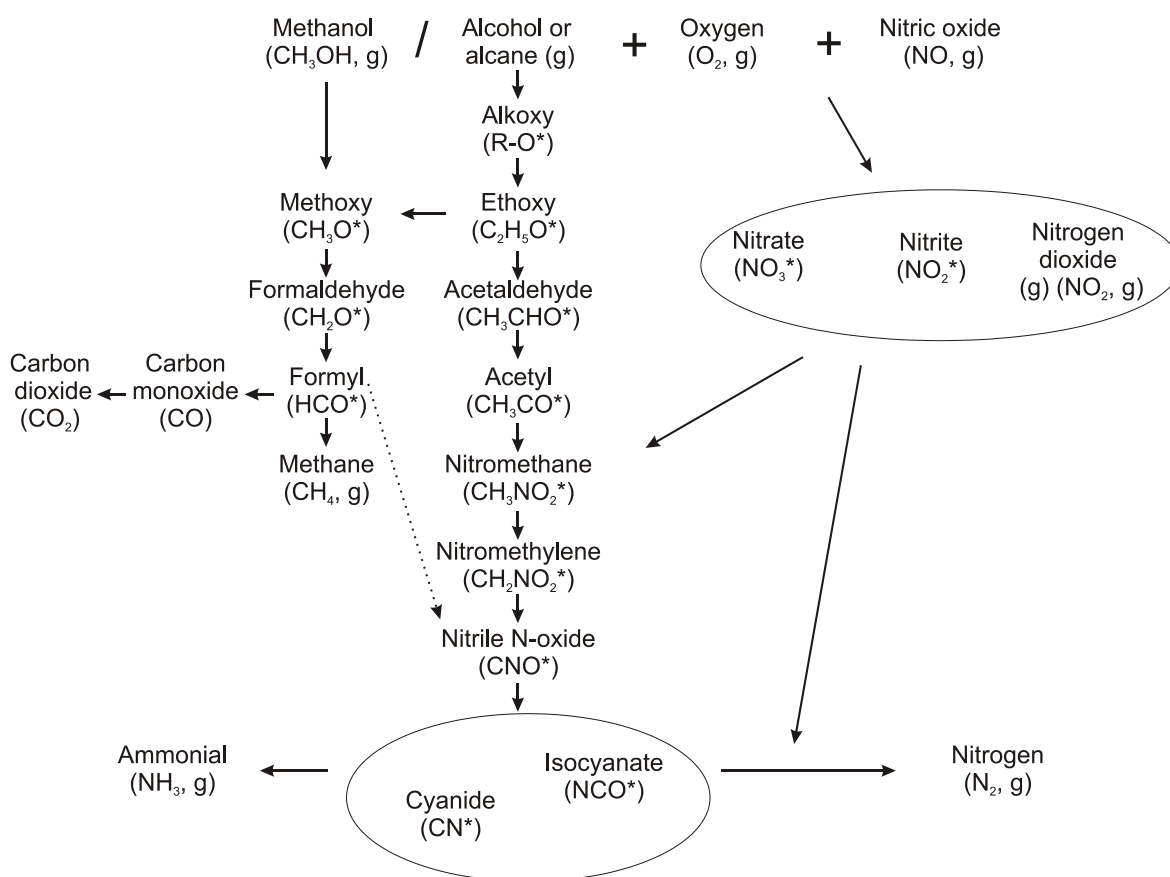 Methanol
(CH₃OH, g)
/
Alcohol or
alcane (g)
+
Oxygen
(O₂, g)
+
Nitric oxide
(NO, g)
Alkoxy
(R-O*)
Methoxy
(CH₃O*)
Ethoxy
(C₂H₅O*)
Nitrate
(NO₃*)
Nitrite
(NO₂*)
Nitrogen
dioxide
(g) (NO₂, g)
Formaldehyde
(CH₂O*)
Acetaldehyde
(CH₃CHO*)
Carbon
dioxide
(CO₂)
Carbon
monoxide
(CO)
Formyl
(HCO*)
Acetyl
(CH₃CO*)
Methane
(CH₄, g)
Nitromethane
(CH₃NO₂*)
Nitromethylene
(CH₂NO₂*)
Nitrile N-oxide
(CNO*)
Ammonial
(NH₃, g)
Isocyanate
(NCO*)
Cyanide
(CN*)
Nitrogen
(N₂, g)